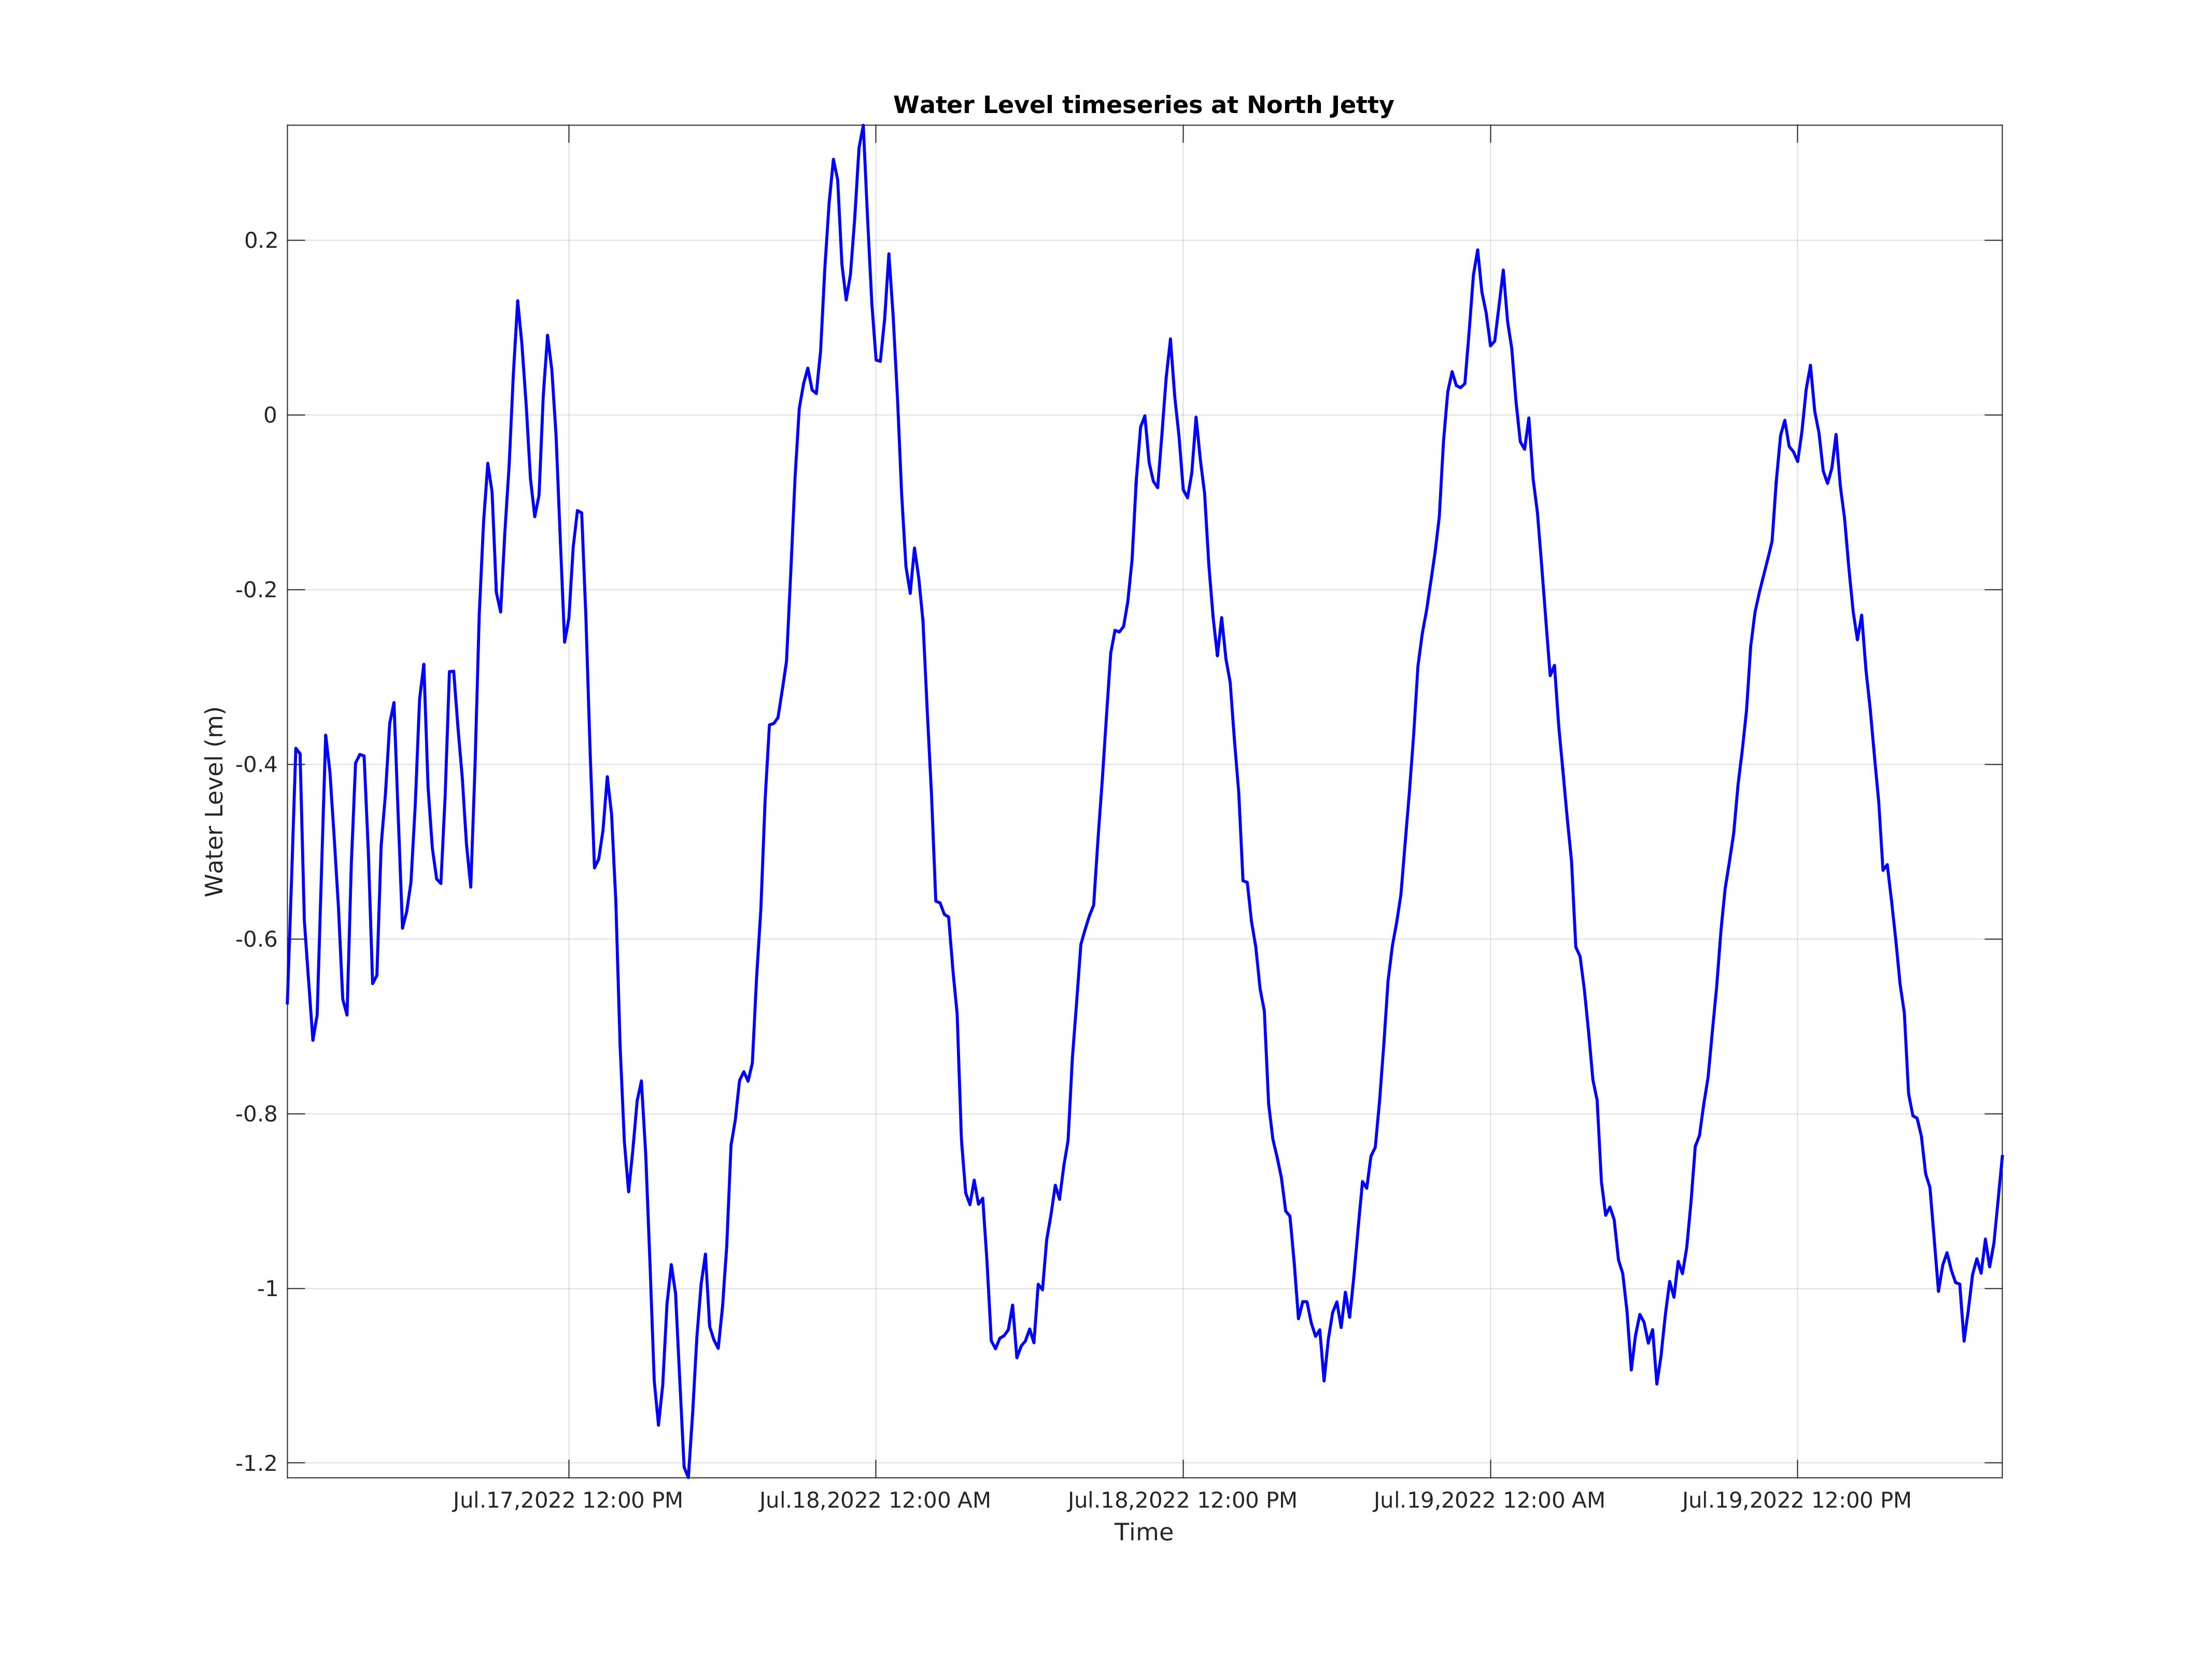 Water Level timeseries at North Jetty
0.2
0
-0.2
-0.4
-0.6
-0.8
-1
-1.2
Water Level (m)
Jul.17,2022 12:00 PM
Jul.18,2022 12:00 AM
Jul.18,2022 12:00 PM
Jul.19,2022 12:00 AM
Jul.19,2022 12:00 PM
Time